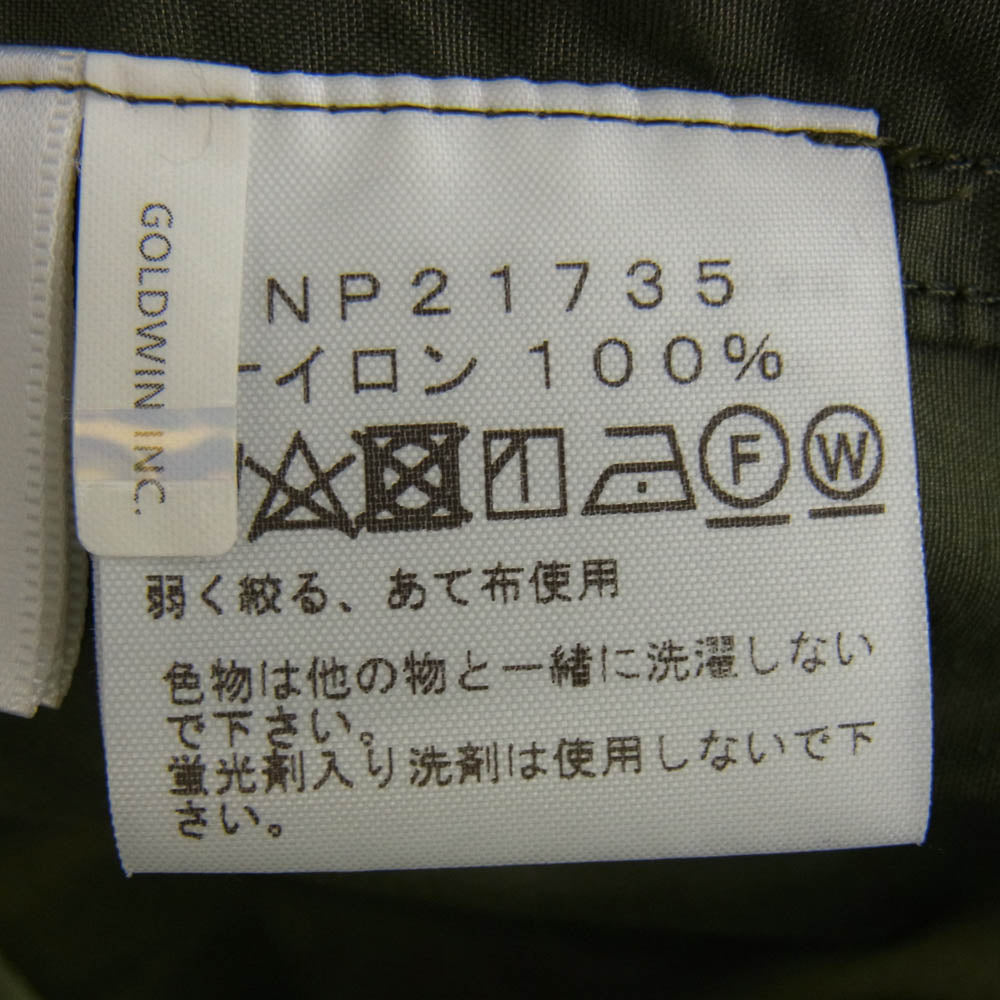 GOLDWIN INC.
NP21735
ナイロン 100%
F W
弱く絞る、あて布使用
色物は他の物と一緒に洗濯しない
で下さい。
蛍光剤入り洗剤は使用しないで下
さい。